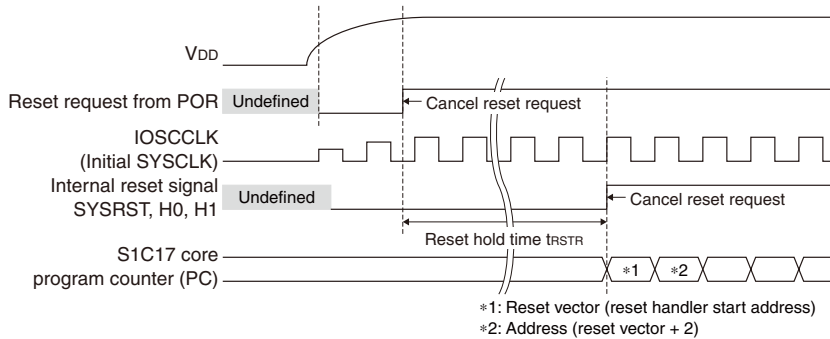 VDD
Reset request from POR
Undefined
Cancel reset request
IOSCCLK
(Initial SYSCLK)
Internal reset signal
SYSRST, H0, H1
Undefined
Cancel reset request
Reset hold time tRSTR
S1C17 core
program counter (PC)
*1
*2
*1: Reset vector (reset handler start address)
*2: Address (reset vector + 2)